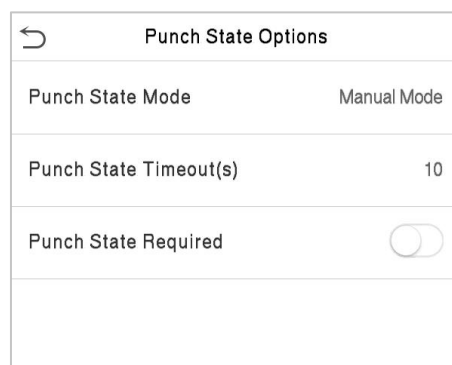 Punch State Options
Punch State Mode Manual Mode
Punch State Timeout(s) 10
Punch State Required